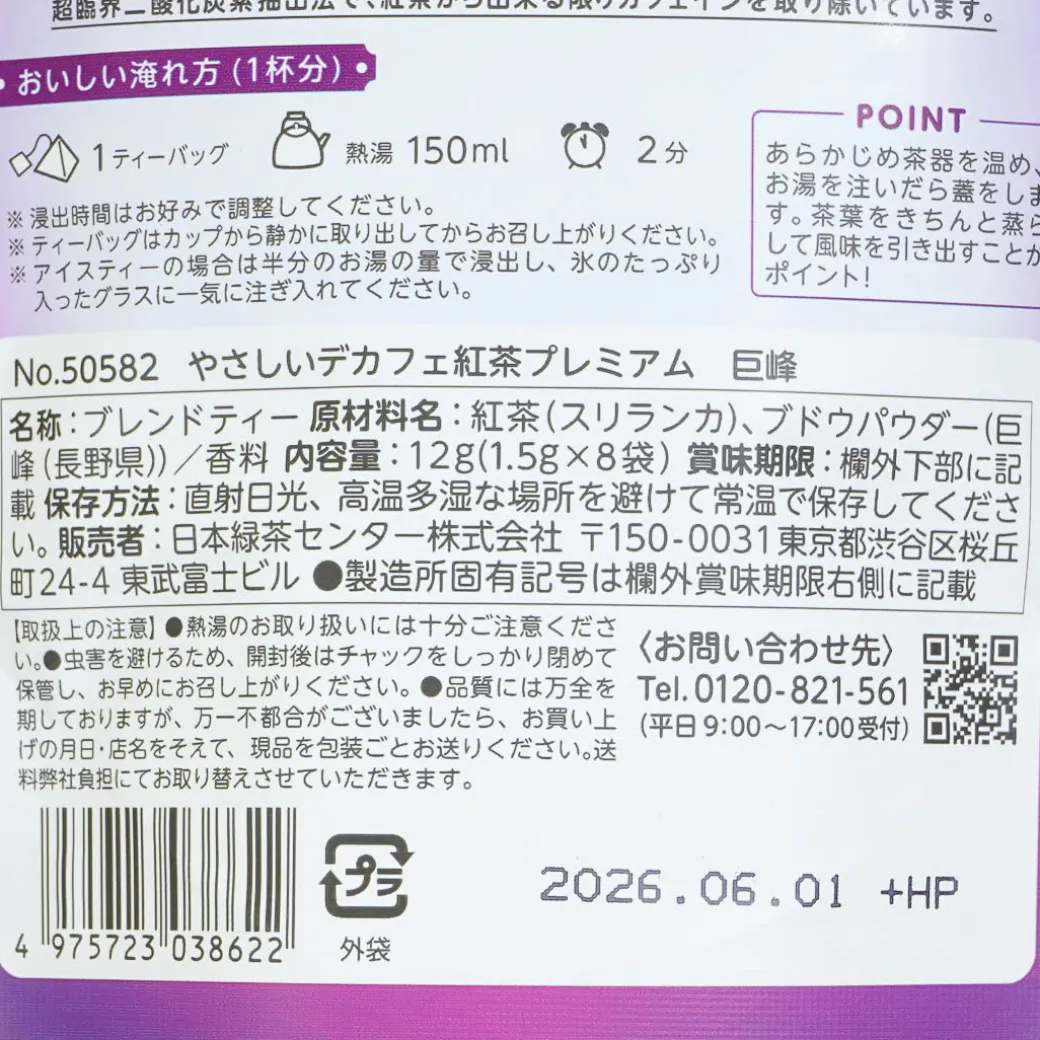 超臨界二酸化炭素抽出法で、紅茶から出来る限りカフェインを取り除いています。
• おいしい淹れ方(1杯分) •
1ティーバッグ 熱湯 150ml 2分
※ 浸出時間はお好みで調整してください。
※ ティーバッグはカップから静かに取り出してからお召し上がりください。
※ アイスティーの場合は半分のお湯の量で浸出し、氷のたっぷり
入ったグラスに一気に注ぎ入れてください。
POINT
あらかじめ茶器を温め、
お湯を注いだら蓋をしま
す。茶葉をきちんと蒸ら
して風味を引き出すことが
ポイント!
No.50582 やさしいデカフェ紅茶プレミアム 巨峰
名称:ブレンドティー 原材料名:紅茶(スリランカ)、ブドウパウダー(巨
峰(長野県))/香料 内容量:12g(1.5g×8袋) 賞味期限:欄外下部に記
載 保存方法:直射日光、高温多湿な場所を避けて常温で保存してくださ
い。販売者:日本緑茶センター株式会社 〒150-0031東京都渋谷区桜丘
町24-4 東武富士ビル ●製造所固有記号は欄外賞味期限右側に記載
【取扱上の注意】●熱湯のお取り扱いには十分ご注意くださ
い。●虫害を避けるため、開封後はチャックをしっかり閉めて
保管し、お早めにお召し上がりください。●品質には万全を
期しておりますが、万一不都合がございましたら、お買い上
げの月日・店名をそえて、現品を包装ごとお送りください。送
料弊社負担にてお取り替えさせていただきます。
〈お問い合わせ先〉
Tel.0120-821-561
(平日9:00〜17:00受付)
4 975723 038622
プラ
外袋
2026.06.01 +HP